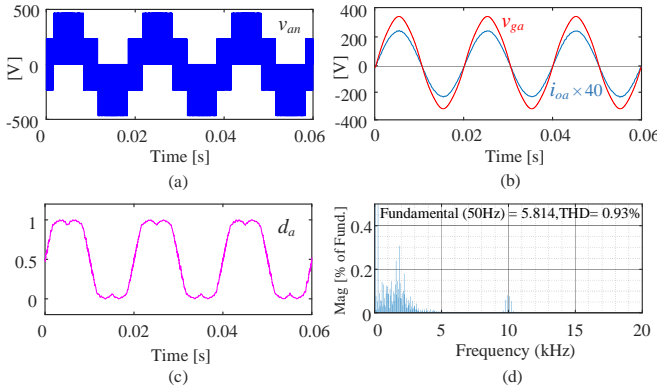 500
0
-500
[V]
v_an
0
0.02
0.04
0.06
Time [s]
(a)
400
200
0
-200
-400
[V]
v_ga
i_oa × 40
0
0.02
0.04
0.06
Time [s]
(b)
1
0.5
0
d_a
0
0.02
0.04
0.06
Time [s]
(c)
Fundamental (50Hz) = 5.814,THD= 0.93%
0.4
0.2
0
Mag [% of Fund.]
0
5
10
15
20
Frequency (kHz)
(d)